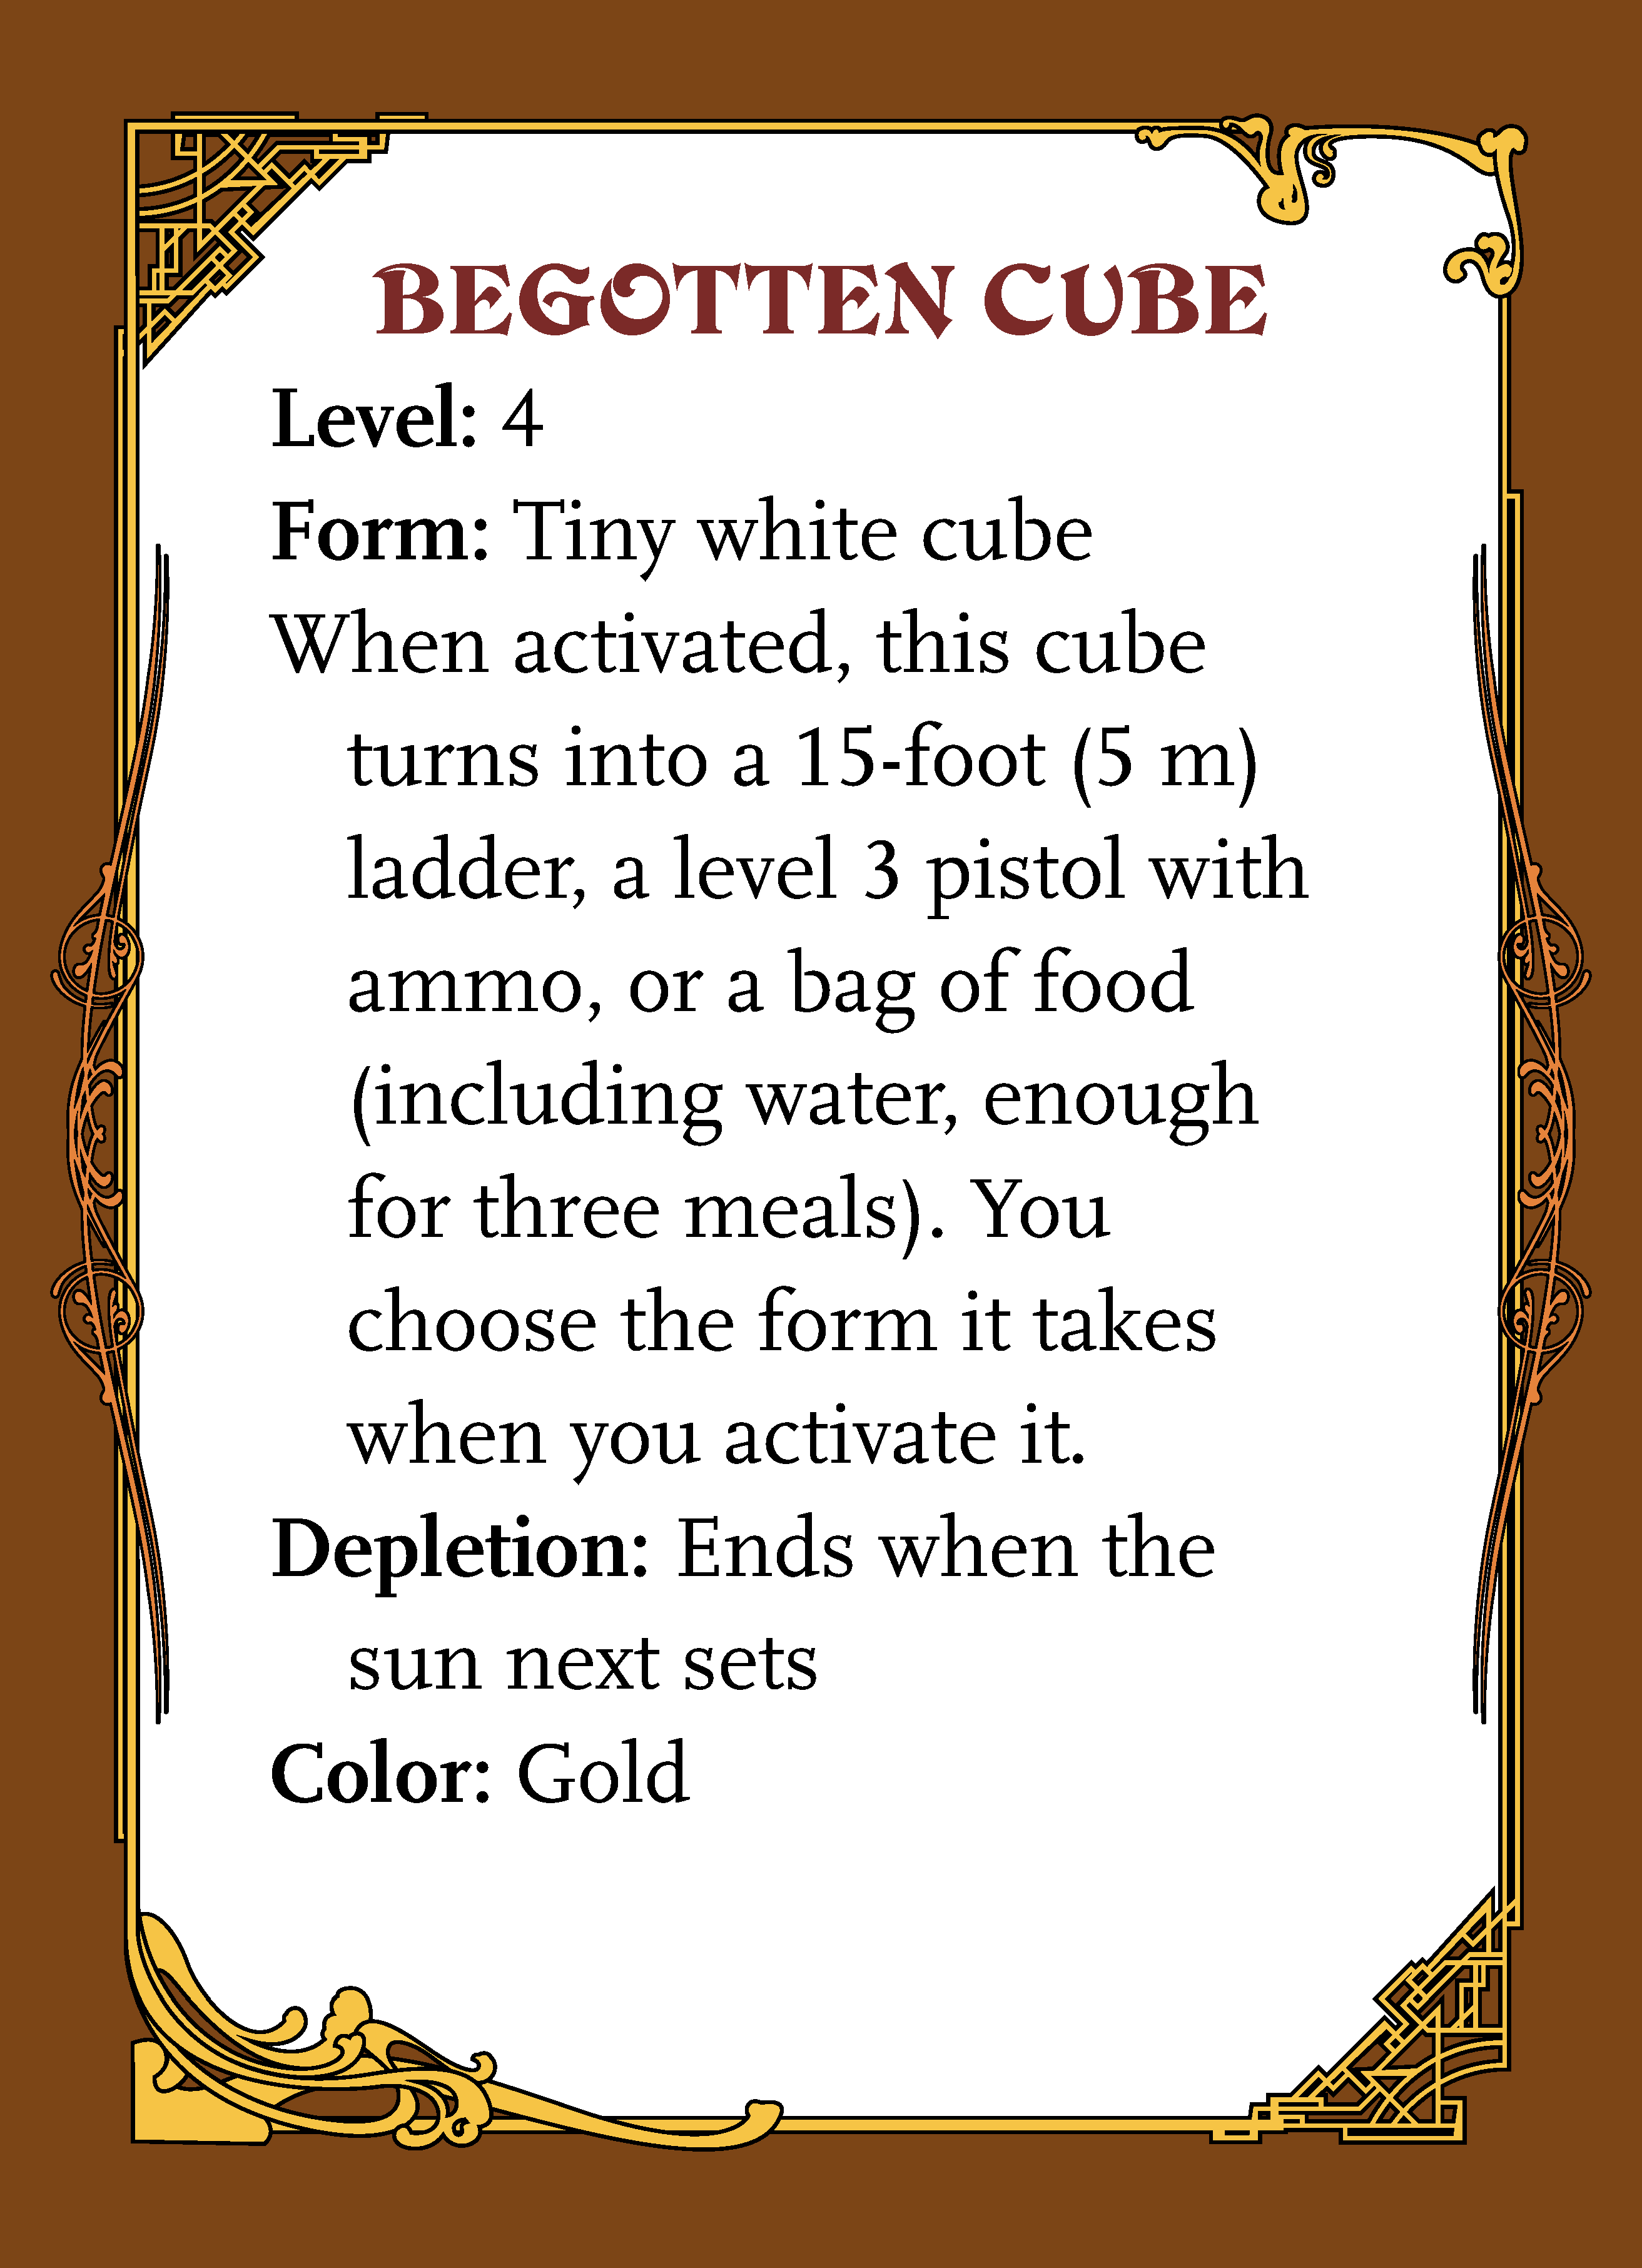 BEGOTTEN CUBE
Level: 4
Form: Tiny white cube
When activated, this cube
turns into a 15-foot (5 m)
ladder, a level 3 pistol with
ammo, or a bag of food
(including water, enough
for three meals). You
choose the form it takes
when you activate it.
Depletion: Ends when the
sun next sets
Color: Gold